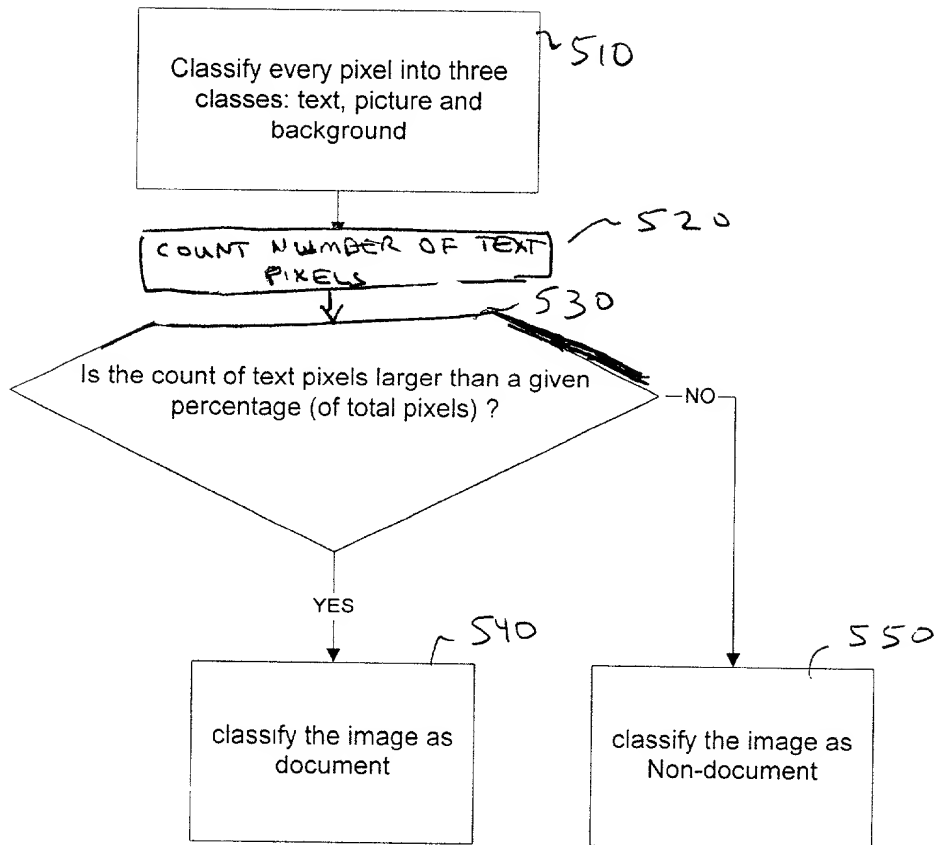 510
Classify every pixel into three
classes: text, picture and
background
520
COUNT NUMBER OF TEXT
PIXELS
530
Is the count of text pixels larger than a given
percentage (of total pixels) ?
NO
YES
540
550
classify the image as
document
classify the image as
Non-document